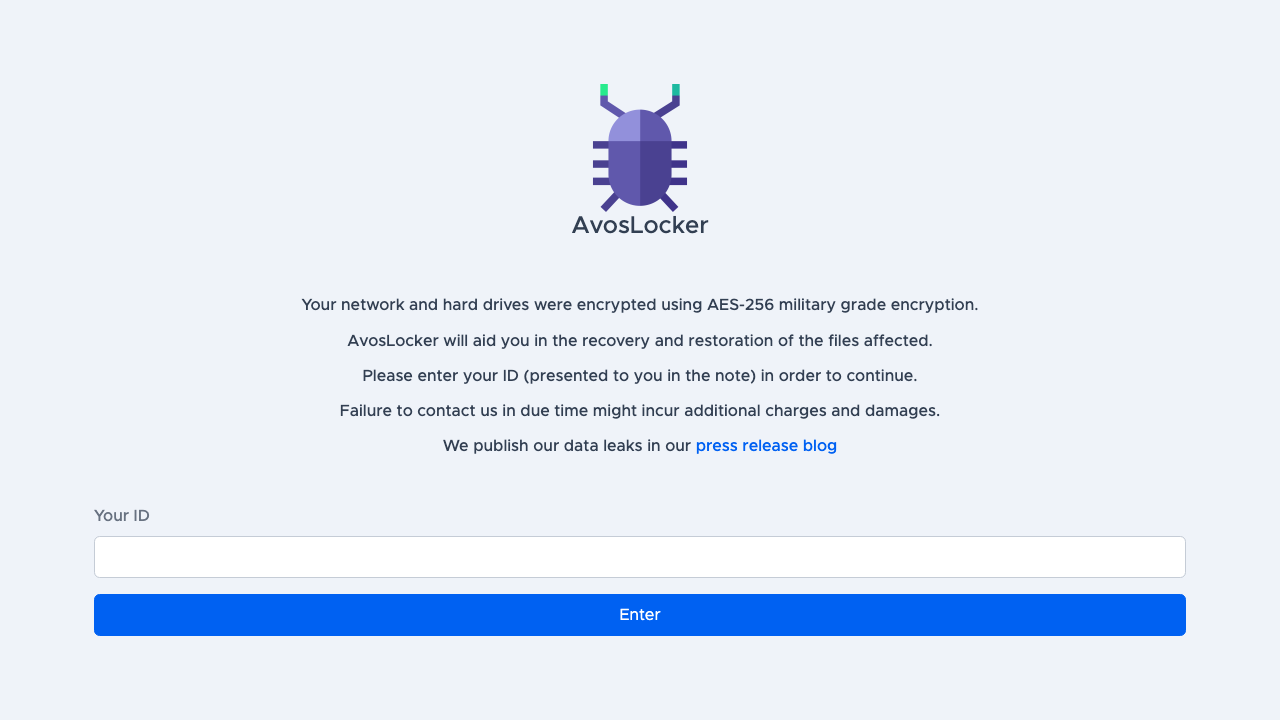 AvosLocker
Your network and hard drives were encrypted using AES-256 military grade encryption.
AvosLocker will aid you in the recovery and restoration of the files affected.
Please enter your ID (presented to you in the note) in order to continue.
Failure to contact us in due time might incur additional charges and damages.
We publish our data leaks in our press release blog
Your ID
Enter